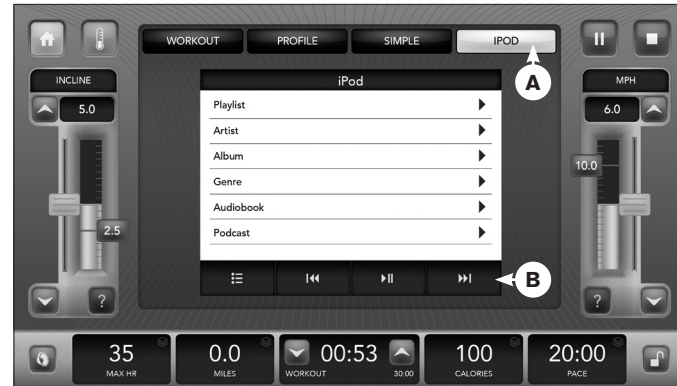 WORKOUT PROFILE SIMPLE IPOD
A
INCLINE
5.0
2.5
?
iPod
Playlist
Artist
Album
Genre
Audiobook
Podcast
B
MPH
6.0
10.0
?
35
MAX HR
0.0
MILES
00:53
WORKOUT 30:00
100
CALORIES
20:00
PACE